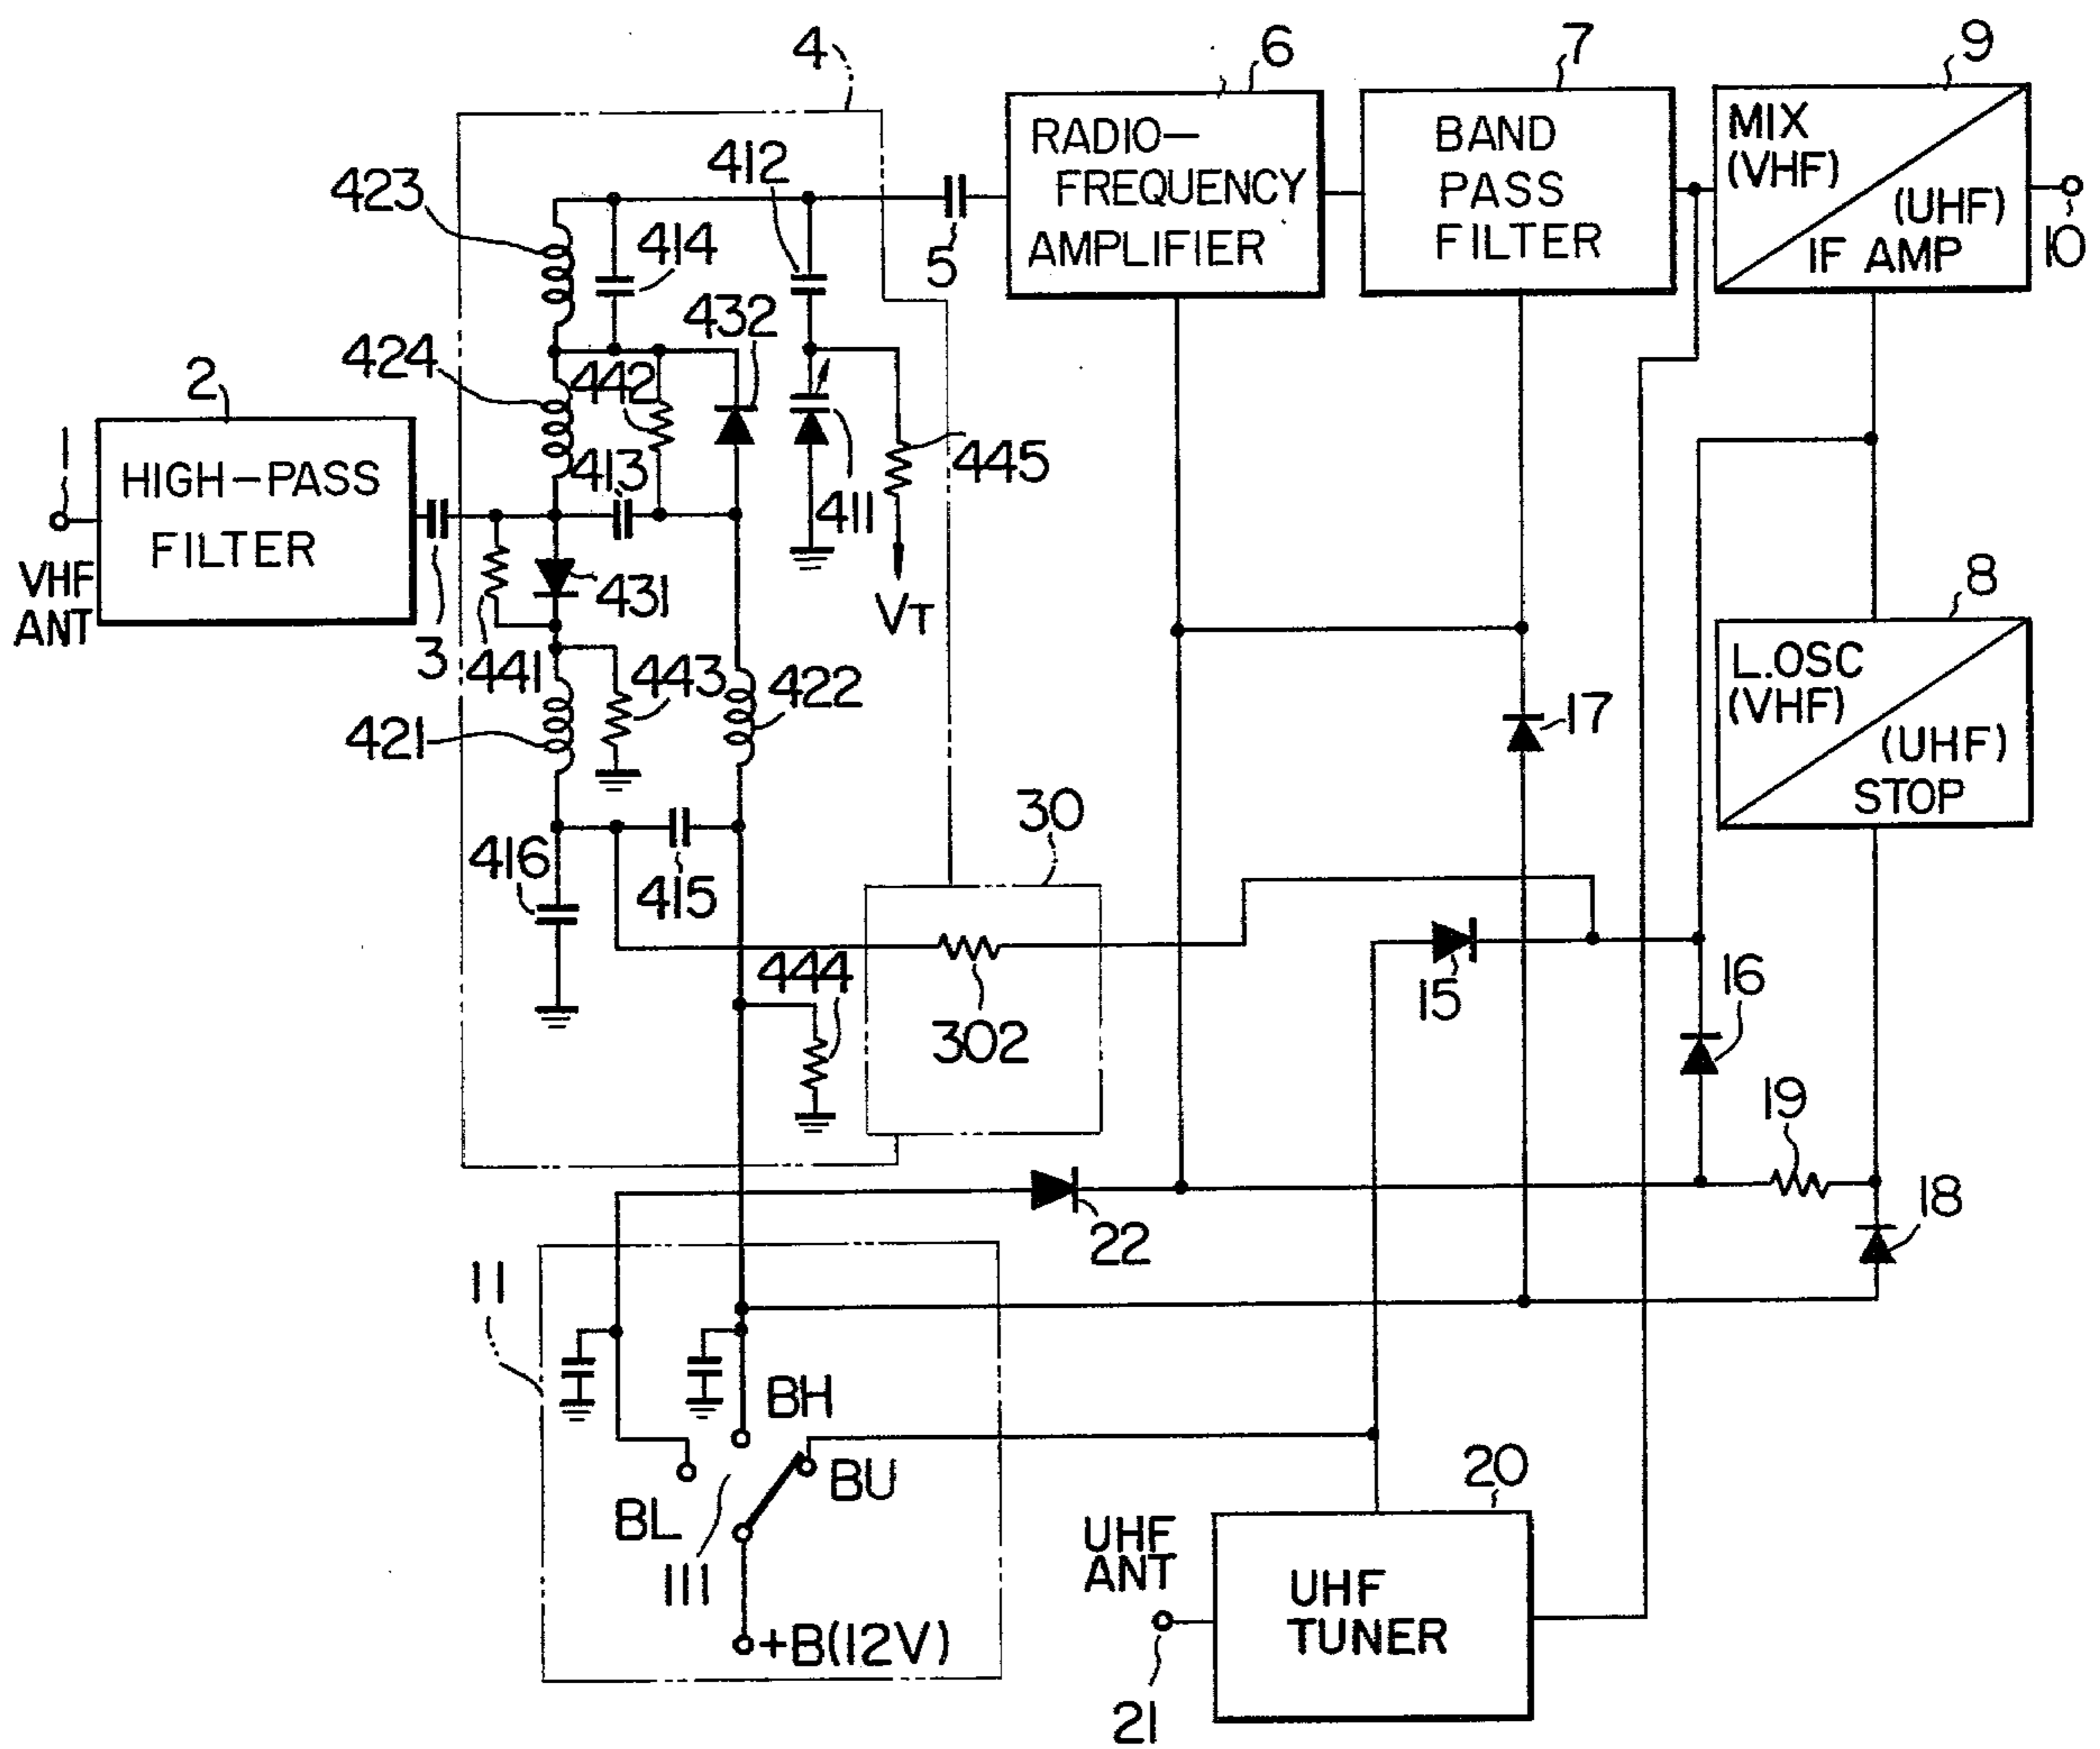 4
6
7
9
RADIO-
FREQUENCY
AMPLIFIER
BAND
PASS
FILTER
MIX
(VHF)
(UHF)
IF AMP
10
412
423
414
5
432
424
442
2
HIGH-PASS
FILTER
1
VHF
ANT
413
445
411
431
VT
3
441
443
422
421
17
8
L.OSC
(VHF)
(UHF)
STOP
30
416
415
444
302
15
16
19
18
22
11
BH
BU
BL
111
+B(12V)
20
UHF
ANT
UHF
TUNER
21